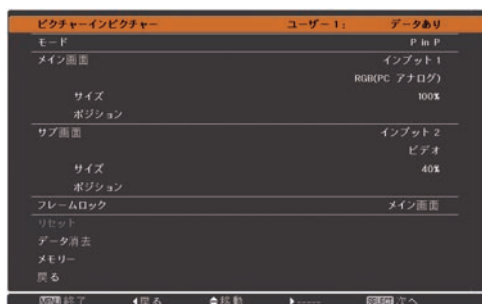 ピクチャーインピクチャー ユーザー1: データあり
モード P in P
メイン画面 インプット1
RGB(PC アナログ)
サイズ 100%
ポジション
サブ画面 インプット2
ビデオ
サイズ 40%
ポジション
フレームロック メイン画面
リセット
データ消去
メモリー
戻る
MENU 終了 ◀戻る ◆移動 ▶----- SELECT 次へ